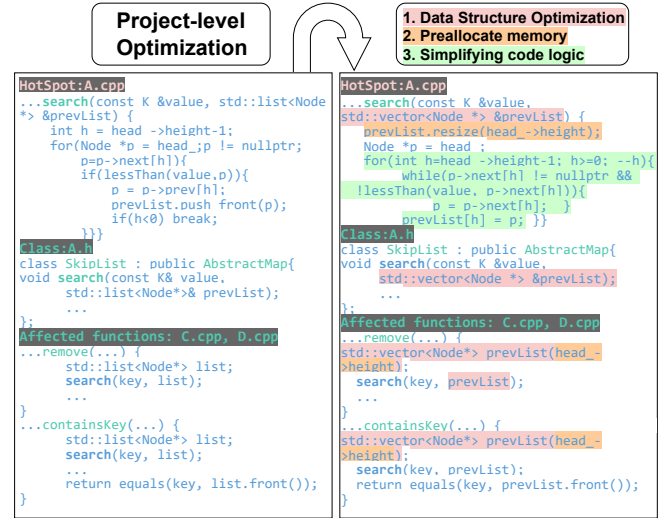 Project-level
Optimization
1. Data Structure Optimization
2. Preallocate memory
3. Simplifying code logic
HotSpot:A.cpp
...search(const K &value, std::list<Node
*> &prevList) {
int h = head_->height-1;
for(Node *p = head_;p != nullptr;
p=p->next[h]){
if(lessThan(value,p)){
p = p->prev[h];
prevList.push_front(p);
if(h<0) break;
}}}
Class:A.h
class SkipList : public AbstractMap{
void search(const K& value,
std::list<Node*>& prevList);
...
};
Affected functions: C.cpp, D.cpp
...remove(...) {
std::list<Node*> list;
search(key, list);
...
}
...containsKey(...) {
std::list<Node*> list;
search(key, list);
...
return equals(key, list.front());
}
HotSpot:A.cpp
...search(const K &value,
std::vector<Node *> &prevList) {
prevList.resize(head_->height);
Node *p = head_;
for(int h=head_->height-1; h>=0; --h){
while(p->next[h] != nullptr &&
!lessThan(value, p->next[h])){
p = p->next[h]; }
prevList[h] = p; }}
Class:A.h
class SkipList : public AbstractMap{
void search(const K &value,
std::vector<Node *> &prevList);
...
};
Affected functions: C.cpp, D.cpp
...remove(...) {
std::vector<Node*> prevList(head_-
>height);
search(key, prevList);
...
}
...containsKey(...) {
std::vector<Node*> prevList(head_-
>height);
search(key, prevList);
return equals(key, prevList.front());
}